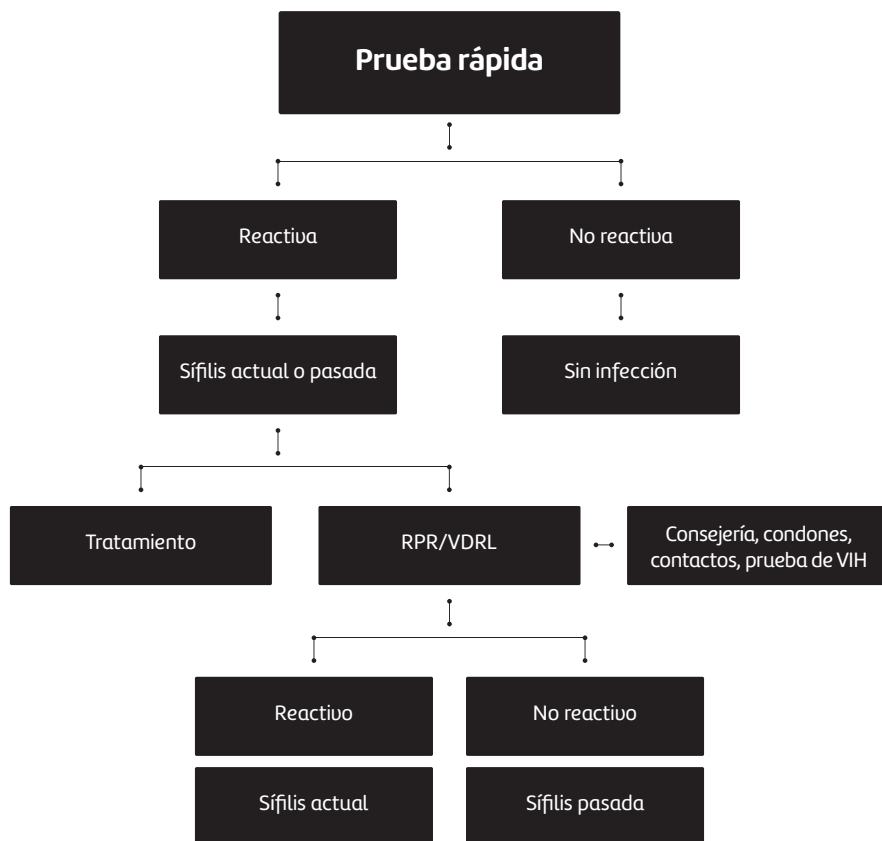 Prueba rápida
Reactiva
No reactiva
Sífilis actual o pasada
Sin infección
Tratamiento
RPR/VDRL
Consejería, condones,
contactos, prueba de VIH
Reactivo
No reactivo
Sífilis actual
Sífilis pasada